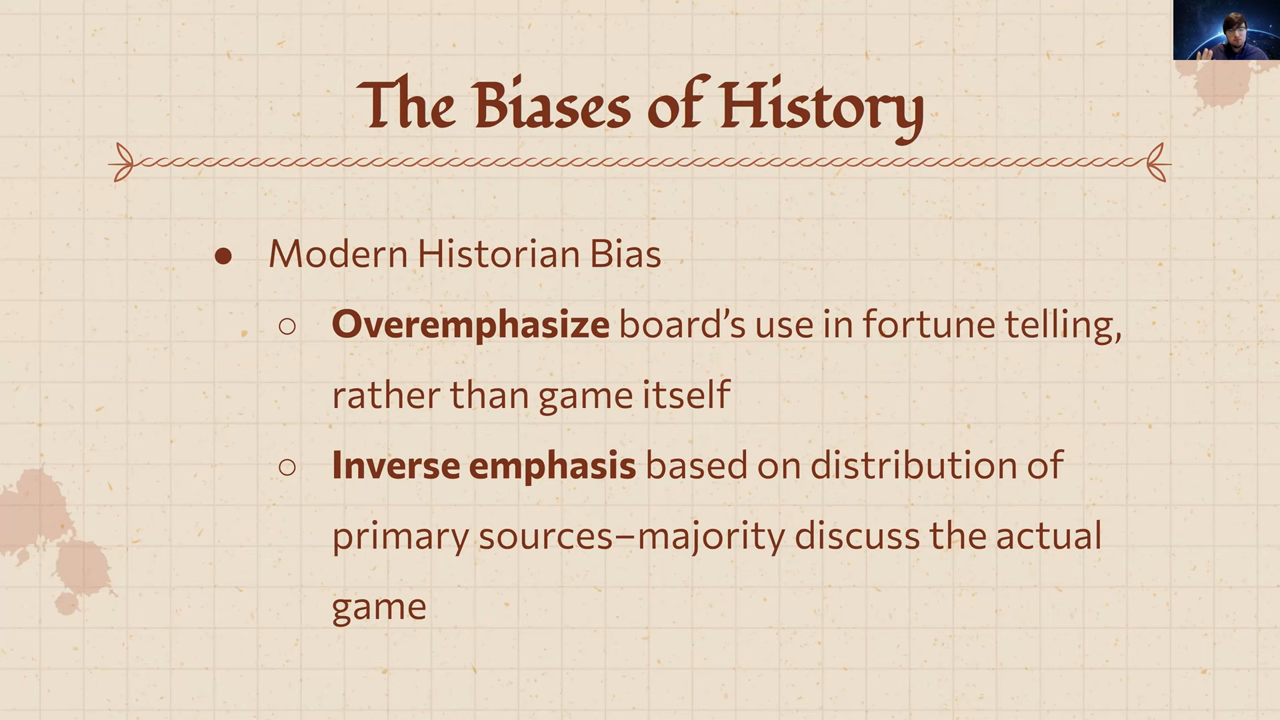 The Biases of History
● Modern Historian Bias
○ Overemphasize board’s use in fortune telling,
rather than game itself
○ Inverse emphasis based on distribution of
primary sources–majority discuss the actual
game